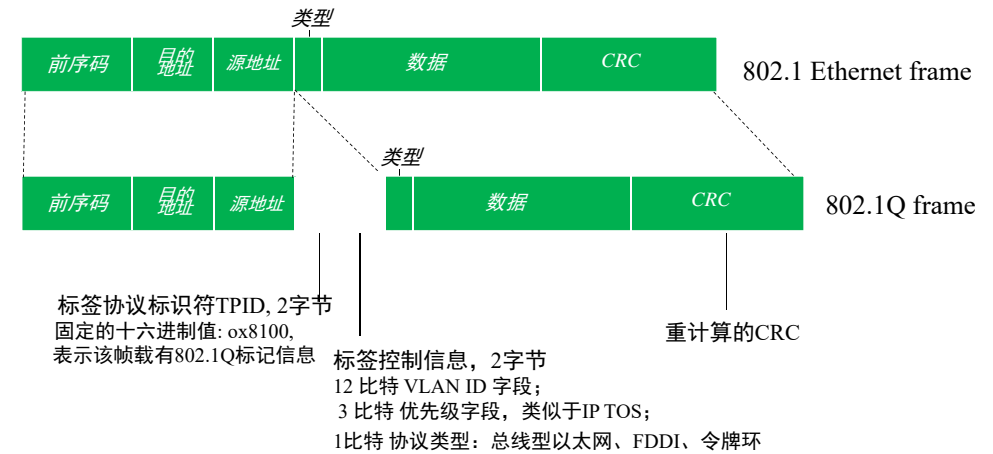 类型
前序码 目的地址 源地址 数据 CRC 802.1 Ethernet frame
类型
前序码 目的地址 源地址 数据 CRC 802.1Q frame
标签协议标识符TPID, 2字节
固定的十六进制值: ox8100,
表示该帧载有802.1Q标记信息
重计算的CRC
标签控制信息，2字节
12 比特 VLAN ID 字段；
3 比特 优先级字段，类似于IP TOS；
1比特 协议类型：总线型以太网、FDDI、令牌环